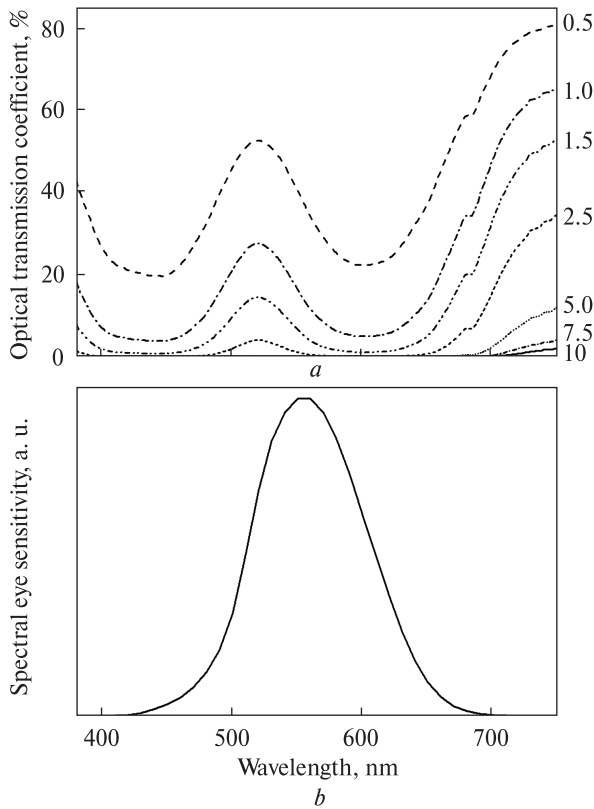 Optical transmission coefficient, %
80
60
40
20
0
0.5
1.0
1.5
2.5
5.0
7.5
10
a
Spectral eye sensitivity, a. u.
400 500 600 700
Wavelength, nm
b